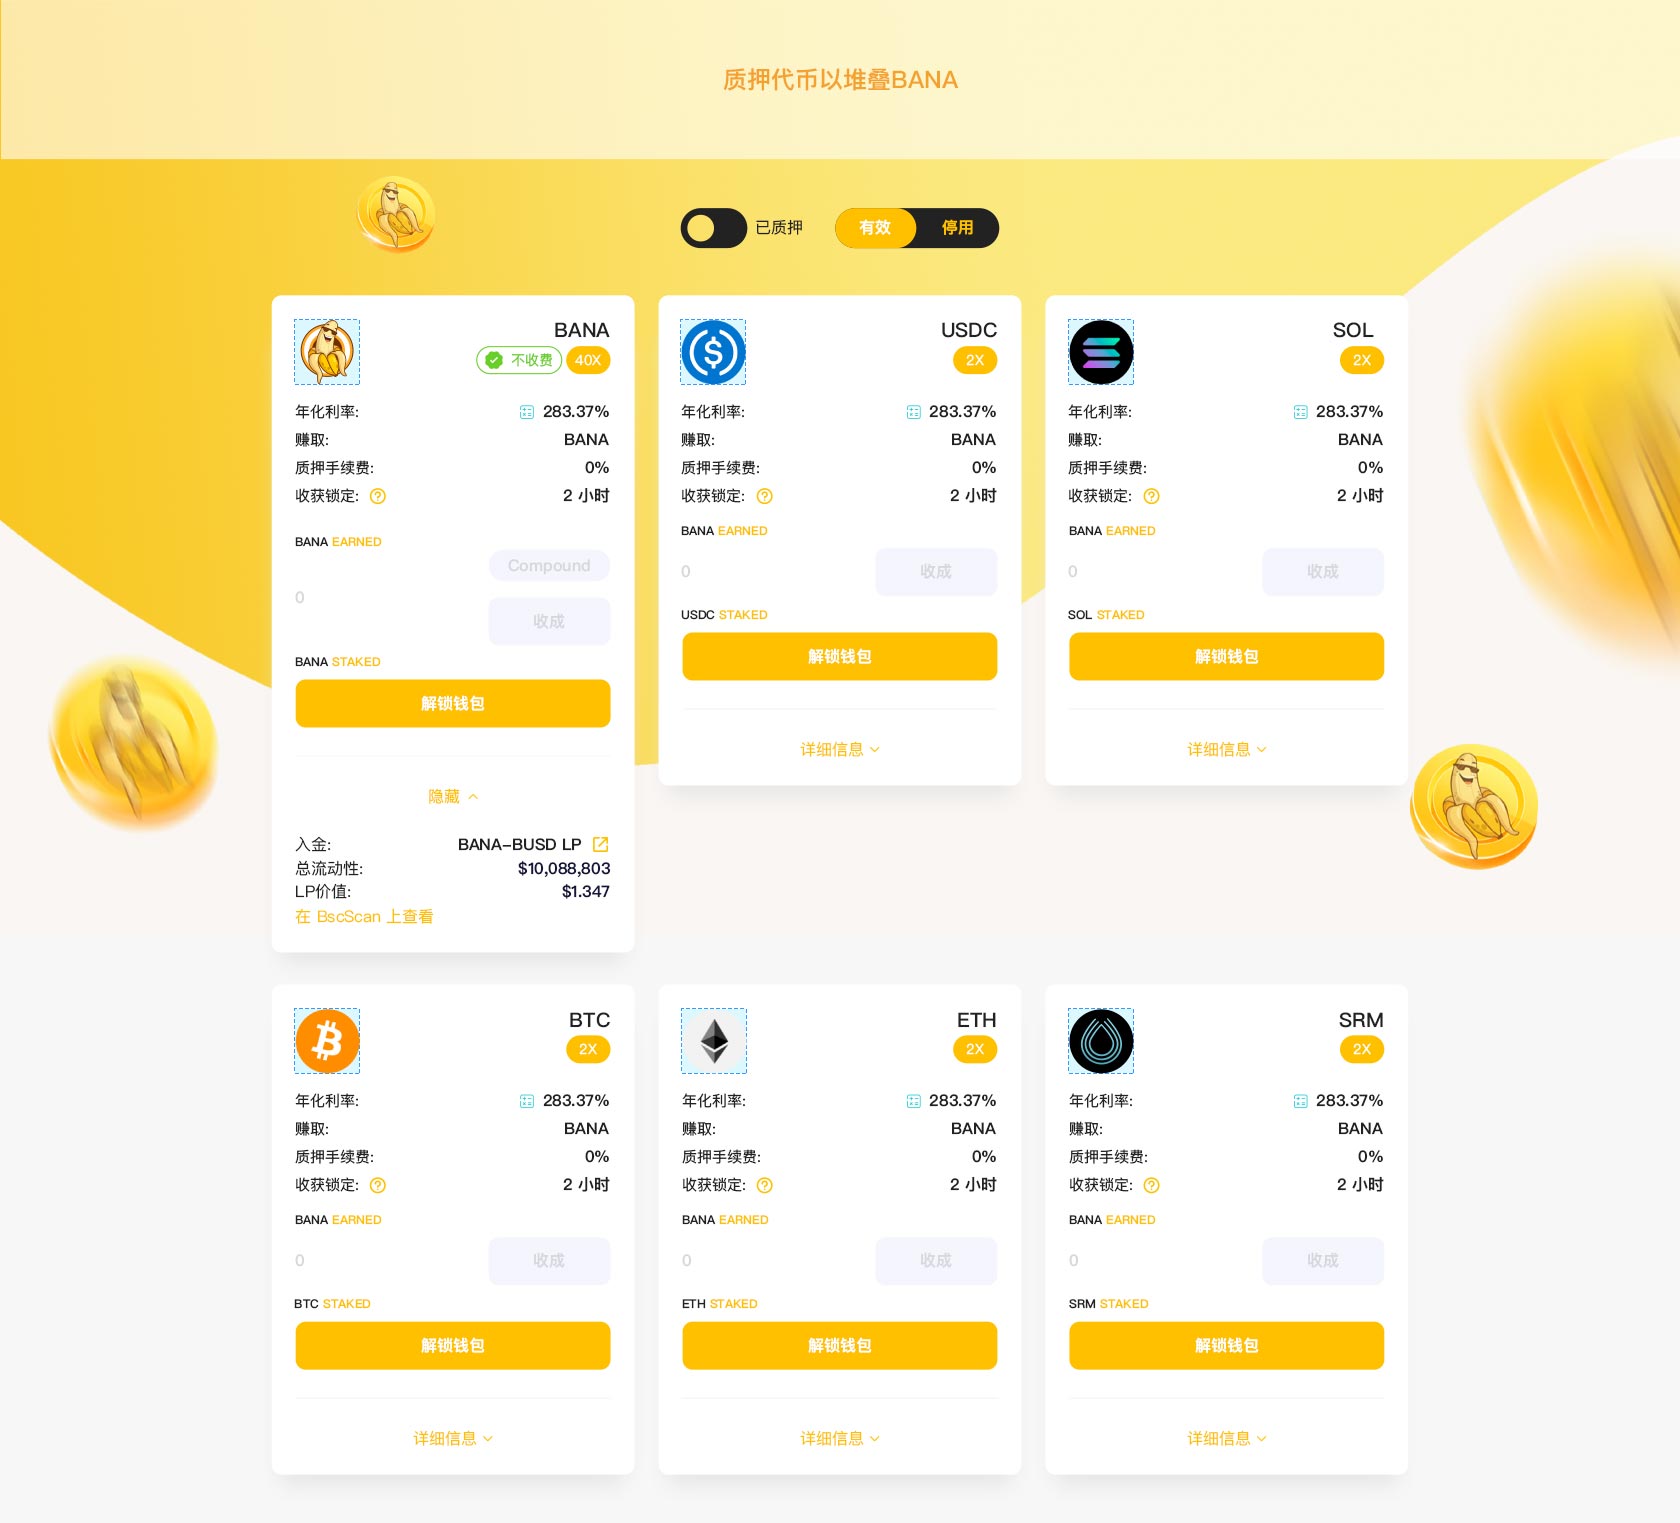 质押代币以堆叠BANA
已质押
有效 停用
BANA
不收费 40X
年化利率: 283.37%
赚取: BANA
质押手续费: 0%
收获锁定: 2 小时
BANA EARNED
Compound
0
收成
BANA STAKED
解锁钱包
隐藏
入金: BANA-BUSD LP
总流动性: $10,088,803
LP价值: $1.347
在 BscScan 上查看
USDC
2X
年化利率: 283.37%
赚取: BANA
质押手续费: 0%
收获锁定: 2 小时
BANA EARNED
0 收成
USDC STAKED
解锁钱包
详细信息
SOL
2X
年化利率: 283.37%
赚取: BANA
质押手续费: 0%
收获锁定: 2 小时
BANA EARNED
0 收成
SOL STAKED
解锁钱包
详细信息
BTC
2X
年化利率: 283.37%
赚取: BANA
质押手续费: 0%
收获锁定: 2 小时
BANA EARNED
0 收成
BTC STAKED
解锁钱包
详细信息
ETH
2X
年化利率: 283.37%
赚取: BANA
质押手续费: 0%
收获锁定: 2 小时
BANA EARNED
0 收成
ETH STAKED
解锁钱包
详细信息
SRM
2X
年化利率: 283.37%
赚取: BANA
质押手续费: 0%
收获锁定: 2 小时
BANA EARNED
0 收成
SRM STAKED
解锁钱包
详细信息